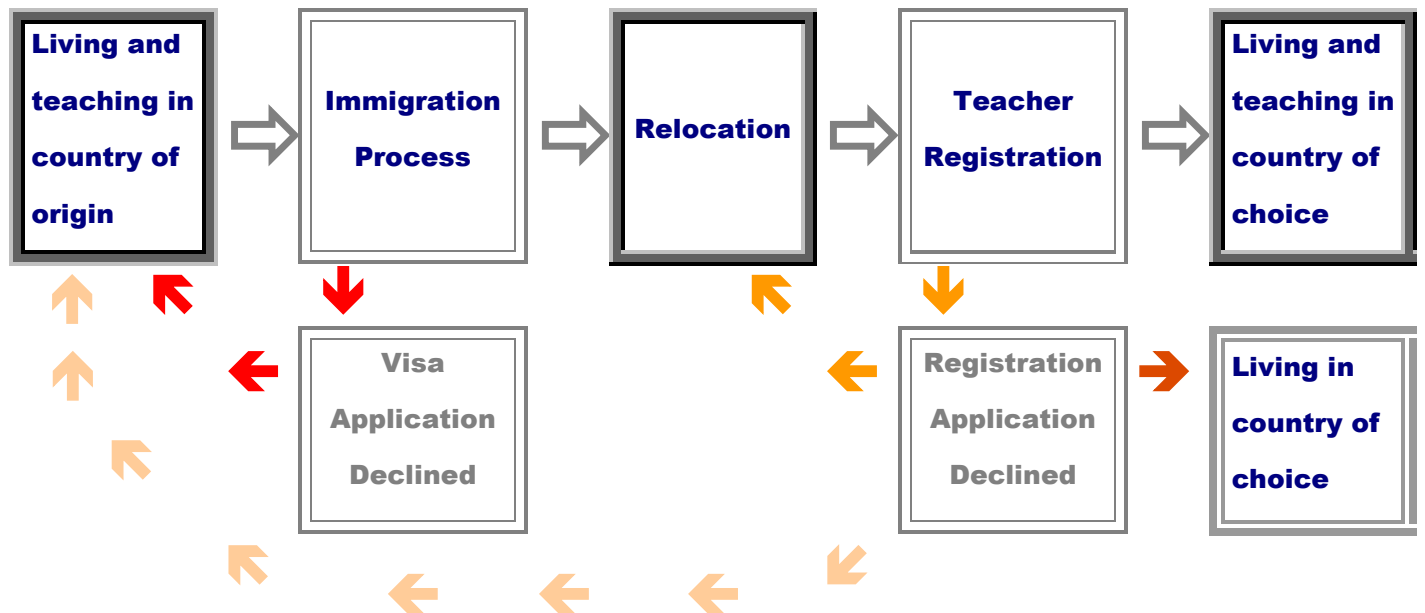 Living and
teaching in
country of
origin
Immigration
Process
Relocation
Teacher
Registration
Living and
teaching in
country of
choice
Visa
Application
Declined
Registration
Application
Declined
Living in
country of
choice